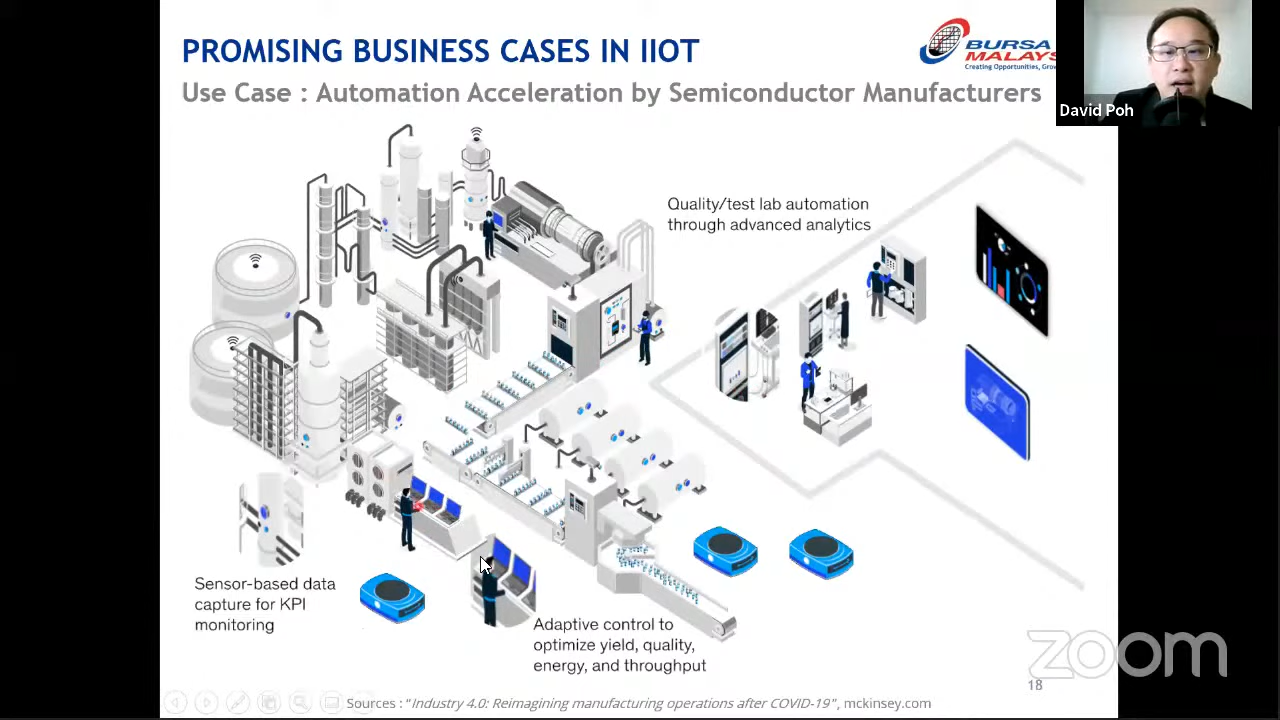 PROMISING BUSINESS CASES IN IIOT
BURSA
MALAYS
Creating Opportunities, Grow
Use Case : Automation Acceleration by Semiconductor Manufacturers
David Poh
Quality/test lab automation
through advanced analytics
Sensor-based data
capture for KPI
monitoring
Adaptive control to
optimize yield, quality,
energy, and throughput
zoom
18
Sources : "Industry 4.0: Reimagining manufacturing operations after COVID-19", mckinsey.com